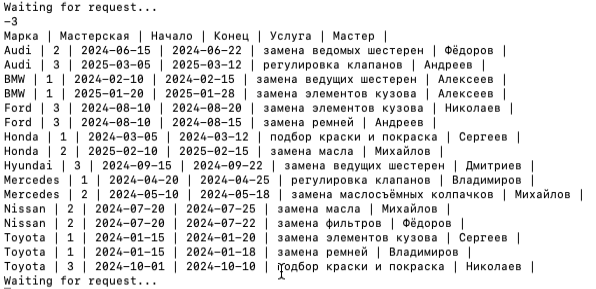 Waiting for request...
-3
Марка | Мастерская | Начало | Конец | Услуга | Мастер |
Audi | 2 | 2024-06-15 | 2024-06-22 | замена ведомых шестерен | Фёдоров |
Audi | 3 | 2025-03-05 | 2025-03-12 | регулировка клапанов | Андреев |
BMW | 1 | 2024-02-10 | 2024-02-15 | замена ведущих шестерен | Алексеев |
BMW | 1 | 2025-01-20 | 2025-01-28 | замена элементов кузова | Алексеев |
Ford | 3 | 2024-08-10 | 2024-08-20 | замена элементов кузова | Николаев |
Ford | 3 | 2024-08-10 | 2024-08-15 | замена ремней | Андреев |
Honda | 1 | 2024-03-05 | 2024-03-12 | подбор краски и покраска | Сергеев |
Honda | 2 | 2025-02-10 | 2025-02-15 | замена масла | Михайлов |
Hyundai | 3 | 2024-09-15 | 2024-09-22 | замена ведущих шестерен | Дмитриев |
Mercedes | 1 | 2024-04-20 | 2024-04-25 | регулировка клапанов | Владимиров |
Mercedes | 2 | 2024-05-10 | 2024-05-18 | замена маслосъёмных колпачков | Михайлов |
Nissan | 2 | 2024-07-20 | 2024-07-25 | замена масла | Михайлов |
Nissan | 2 | 2024-07-20 | 2024-07-22 | замена фильтров | Фёдоров |
Toyota | 1 | 2024-01-15 | 2024-01-20 | замена элементов кузова | Сергеев |
Toyota | 1 | 2024-01-15 | 2024-01-18 | замена ремней | Владимиров |
Toyota | 3 | 2024-10-01 | 2024-10-10 | подбор краски и покраска | Николаев |
Waiting for request...